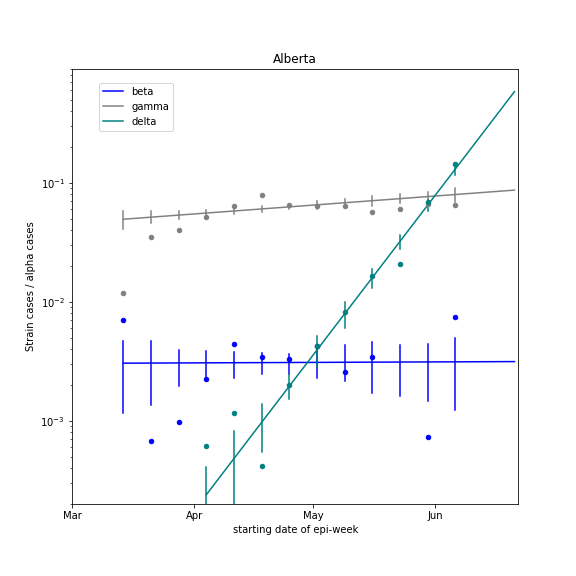 Alberta
beta
gamma
delta
Strain cases / alpha cases
10⁻¹
10⁻²
10⁻³
Mar Apr May Jun
starting date of epi-week